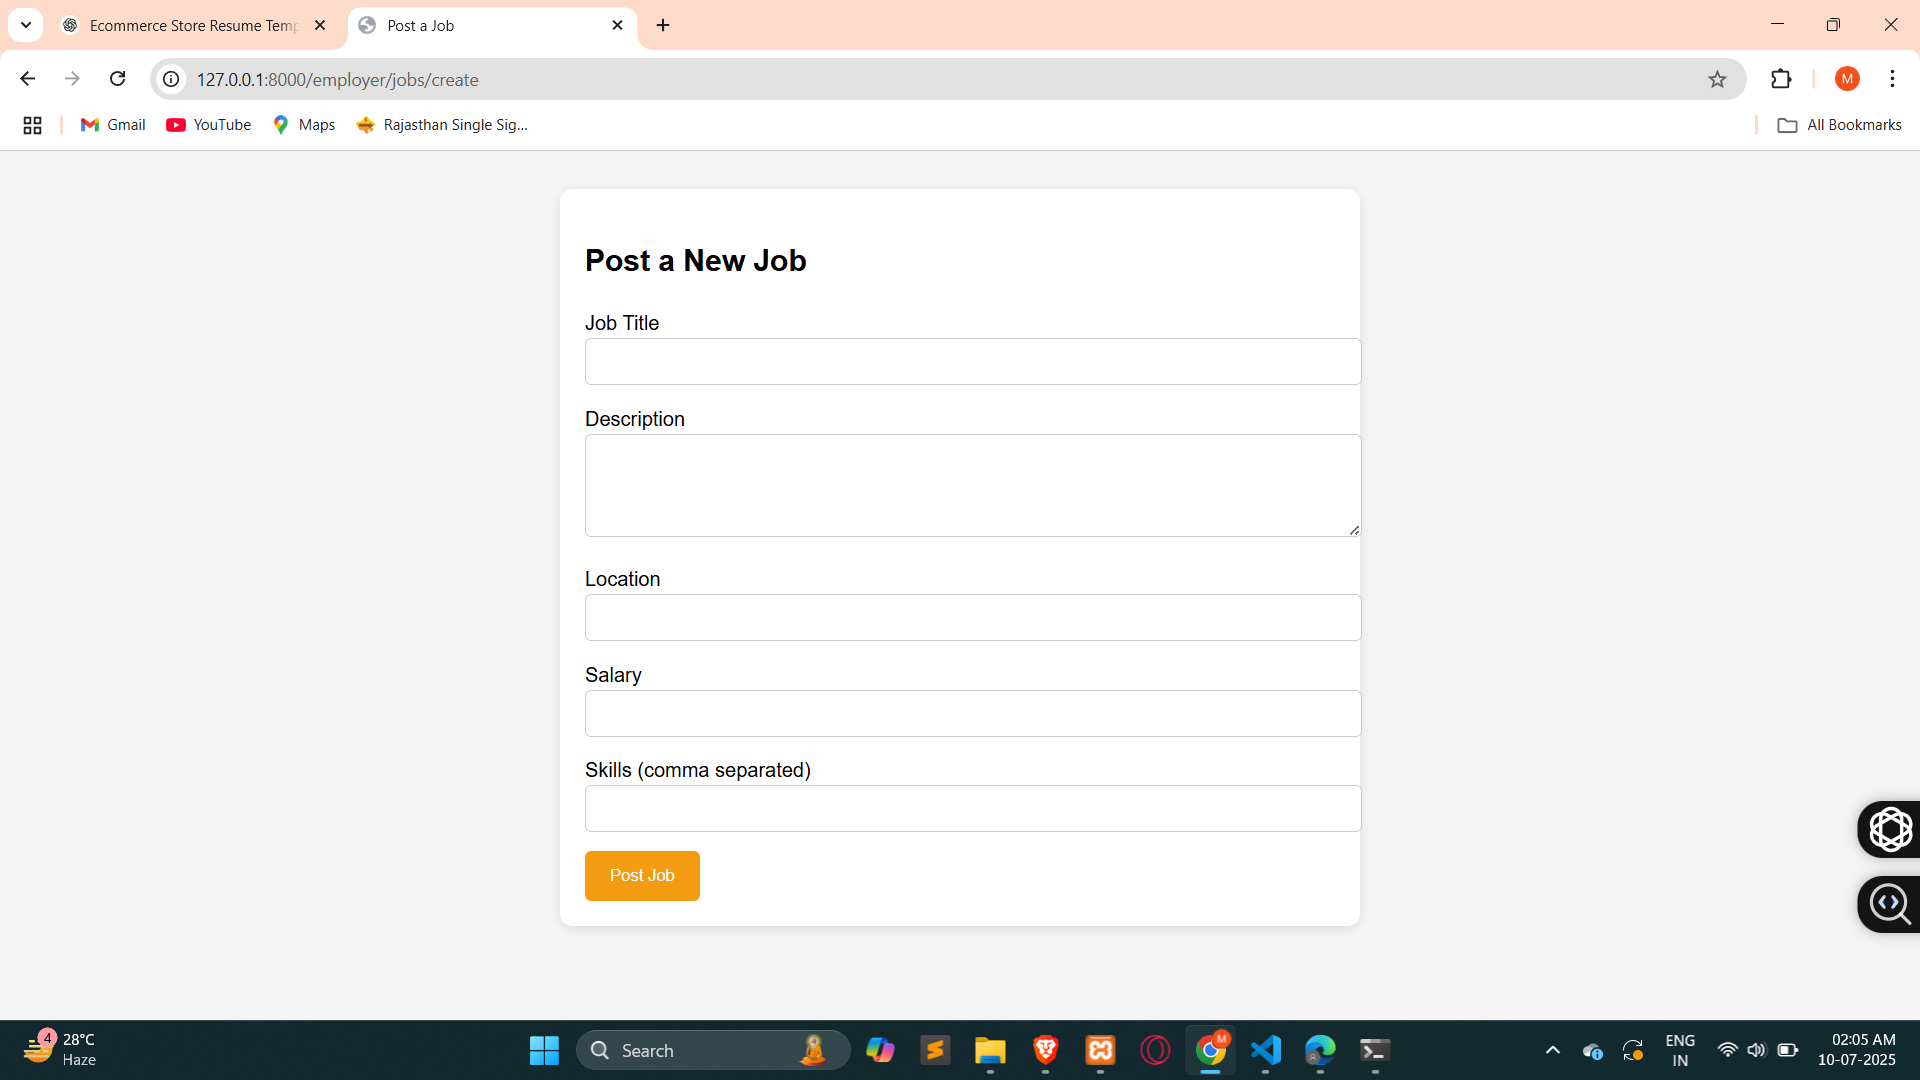 Ecommerce Store Resume Temp
Post a Job
127.0.0.1:8000/employer/jobs/create
M
Gmail
YouTube
Maps
Rajasthan Single Sig...
All Bookmarks
Post a New Job
Job Title
Description
Location
Salary
Skills (comma separated)
Post Job
4
28°C
Haze
Search
M
ENG
IN
02:05 AM
10-07-2025